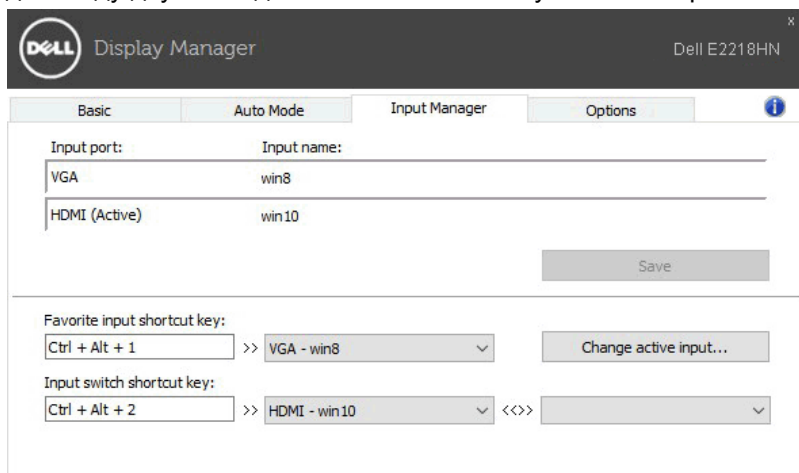 x
DELL Display Manager Dell E2218HN
Basic Auto Mode Input Manager Options i
Input port: Input name:
VGA win8
HDMI (Active) win10
Save
Favorite input shortcut key:
Ctrl + Alt + 1 >> VGA - win8 Change active input...
Input switch shortcut key:
Ctrl + Alt + 2 >> HDMI - win10 <<>>